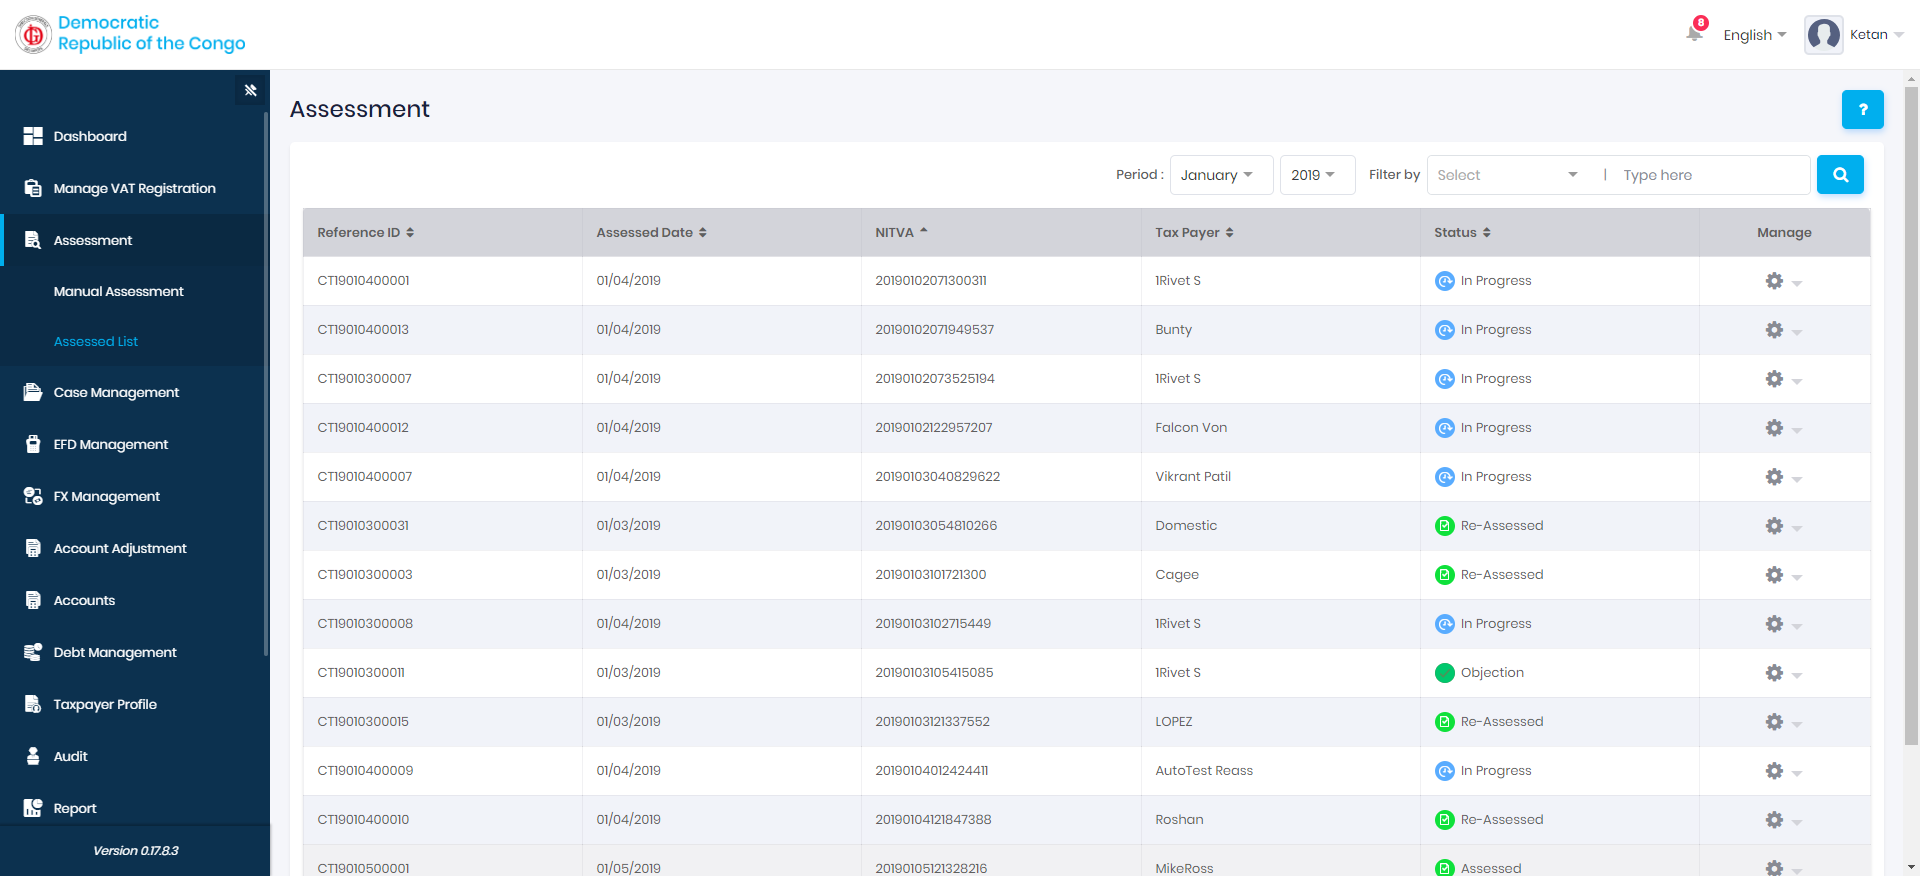 Democratic
Republic of the Congo
8
English
Ketan
Dashboard
Manage VAT Registration
Assessment
Manual Assessment
Assessed List
Case Management
EFD Management
FX Management
Account Adjustment
Accounts
Debt Management
Taxpayer Profile
Audit
Report
Version 0.17.8.3
Assessment
?
Period : January 2019 Filter by Select | Type here
Reference ID Assessed Date NITVA Tax Payer Status Manage
CT19010400001 01/04/2019 20190102071300311 1Rivet S In Progress
CT19010400013 01/04/2019 20190102071949537 Bunty In Progress
CT19010300007 01/04/2019 20190102073525194 1Rivet S In Progress
CT19010400012 01/04/2019 20190102122957207 Falcon Von In Progress
CT19010400007 01/04/2019 20190103040829622 Vikrant Patil In Progress
CT19010300031 01/03/2019 20190103054810266 Domestic Re-Assessed
CT19010300003 01/03/2019 20190103101721300 Cagee Re-Assessed
CT19010300008 01/04/2019 20190103102715449 1Rivet S In Progress
CT19010300011 01/03/2019 20190103105415085 1Rivet S Objection
CT19010300015 01/03/2019 20190103121337552 LOPEZ Re-Assessed
CT19010400009 01/04/2019 20190104012424411 AutoTest Reass In Progress
CT19010400010 01/04/2019 20190104121847388 Roshan Re-Assessed
CT19010500001 01/05/2019 20190105121328216 MikeRoss Assessed